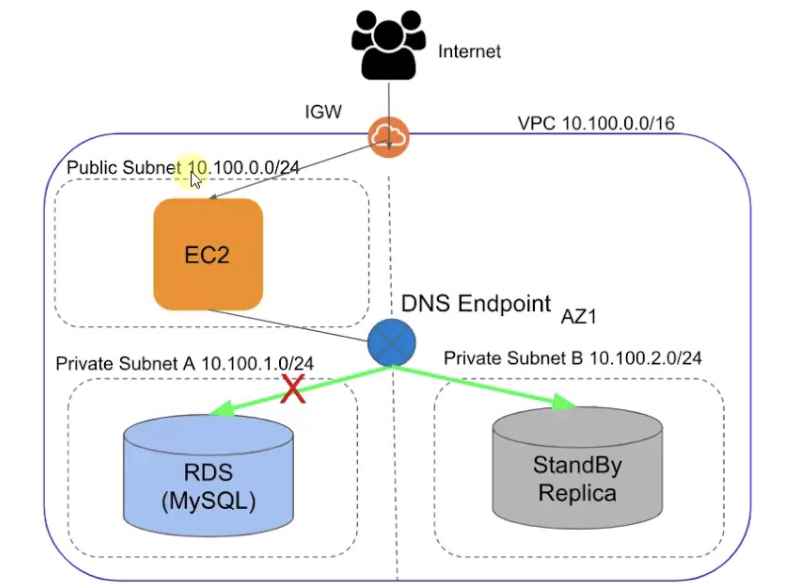 Internet
IGW
VPC 10.100.0.0/16
Public Subnet 10.100.0.0/24
EC2
DNS Endpoint
AZ1
Private Subnet A 10.100.1.0/24
Private Subnet B 10.100.2.0/24
RDS
(MySQL)
StandBy
Replica